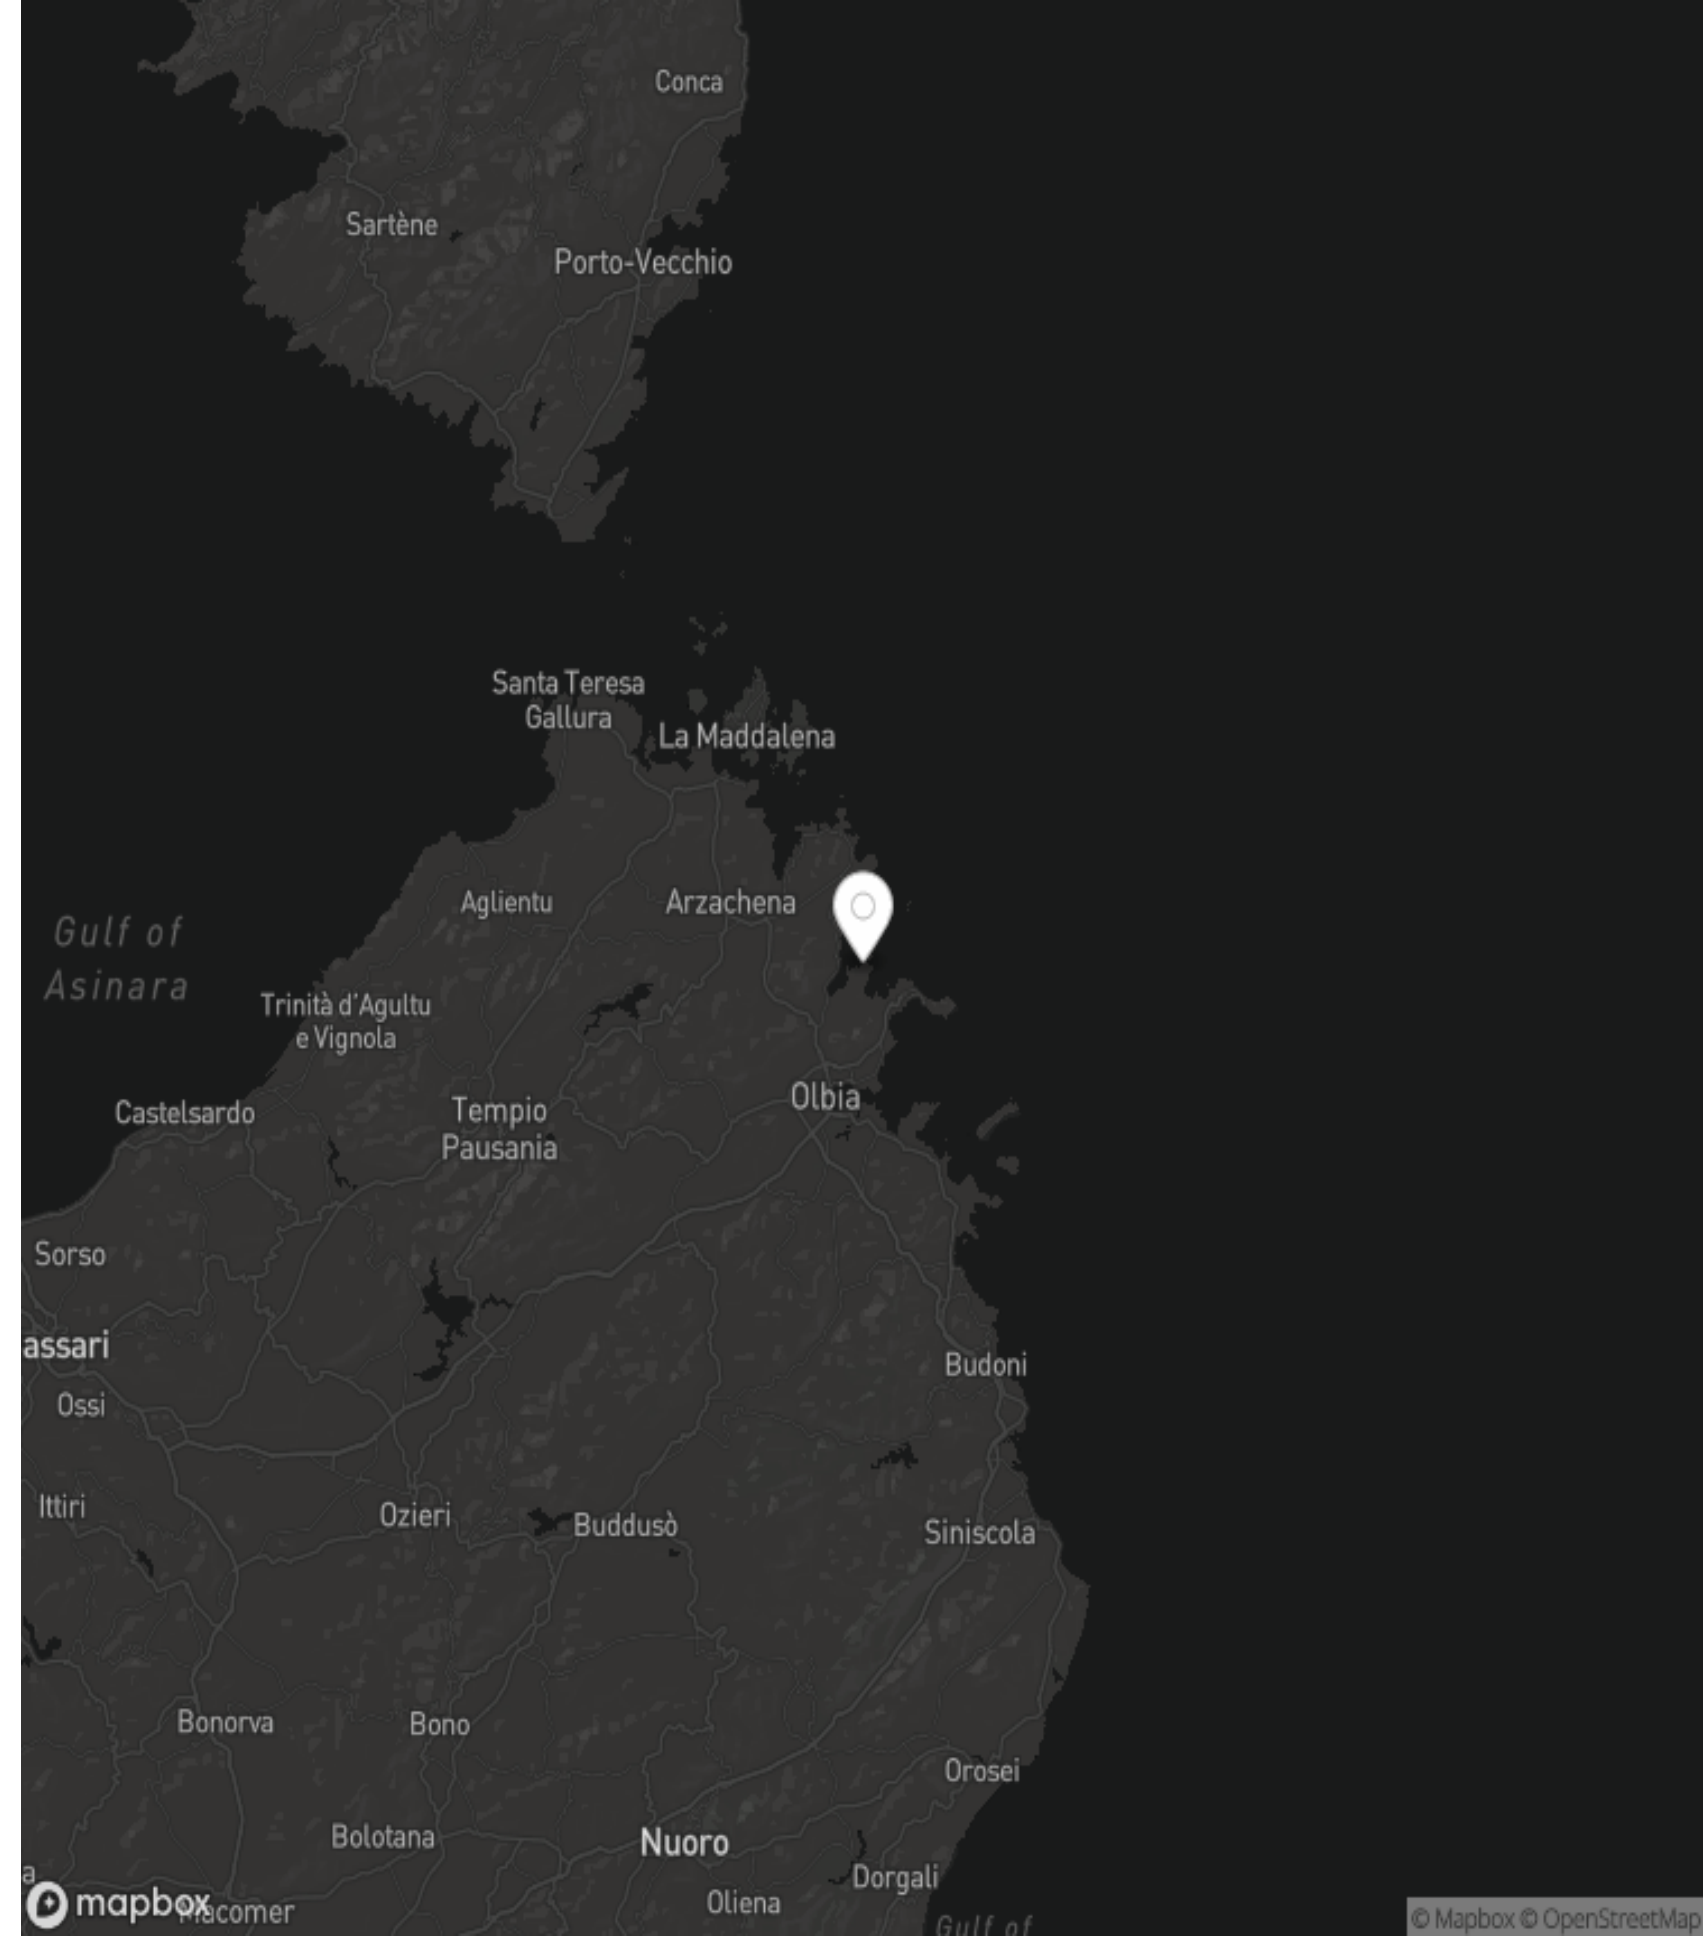 Conca
Sartène
Porto-Vecchio
Santa Teresa
Gallura
La Maddalena
Aglientu
Arzachena
Gulf of
Asinara
Trinità d'Agultu
e Vignola
Castelsardo
Tempio
Pausania
Olbia
Sorso
assari
Ossi
Budoni
Ittiri
Ozieri
Buddusò
Siniscola
Bonorva
Bono
Orosei
Bolotana
Nuoro
a
Dorgali
mapbox
Macomer
Oliena
Gulf of
© Mapbox © OpenStreetMap